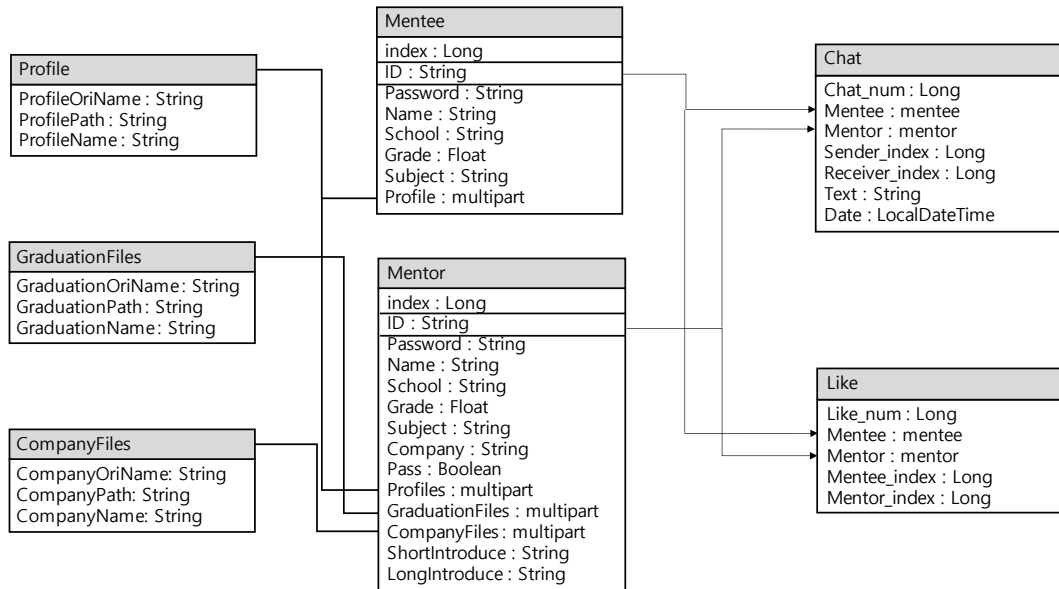 Profile
ProfileOriName : String
ProfilePath : String
ProfileName : String
GraduationFiles
GraduationOriName : String
GraduationPath : String
GraduationName : String
CompanyFiles
CompanyOriName: String
CompanyPath: String
CompanyName: String
Mentee
index : Long
ID : String
Password : String
Name : String
School : String
Grade : Float
Subject : String
Profile : multipart
Mentor
index : Long
ID : String
Password : String
Name : String
School : String
Grade : Float
Subject : String
Company : String
Pass : Boolean
Profiles : multipart
GraduationFiles : multipart
CompanyFiles : multipart
ShortIntroduce : String
LongIntroduce : String
Chat
Chat_num : Long
Mentee : mentee
Mentor : mentor
Sender_index : Long
Receiver_index : Long
Text : String
Date : LocalDateTime
Like
Like_num : Long
Mentee : mentee
Mentor : mentor
Mentee_index : Long
Mentor_index : Long